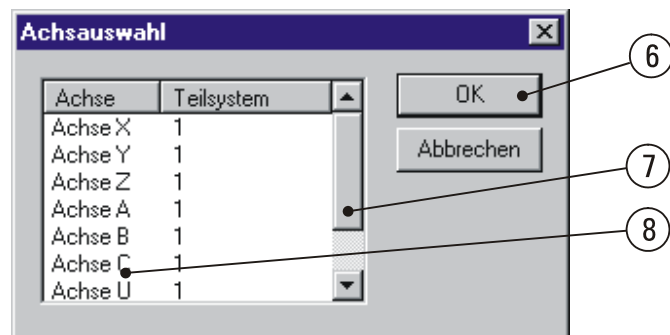 Achsauswahl
Achse Teilsystem
Achse X 1
Achse Y 1
Achse Z 1
Achse A 1
Achse B 1
Achse C 1
Achse U 1
OK
Abbrechen
6
7
8